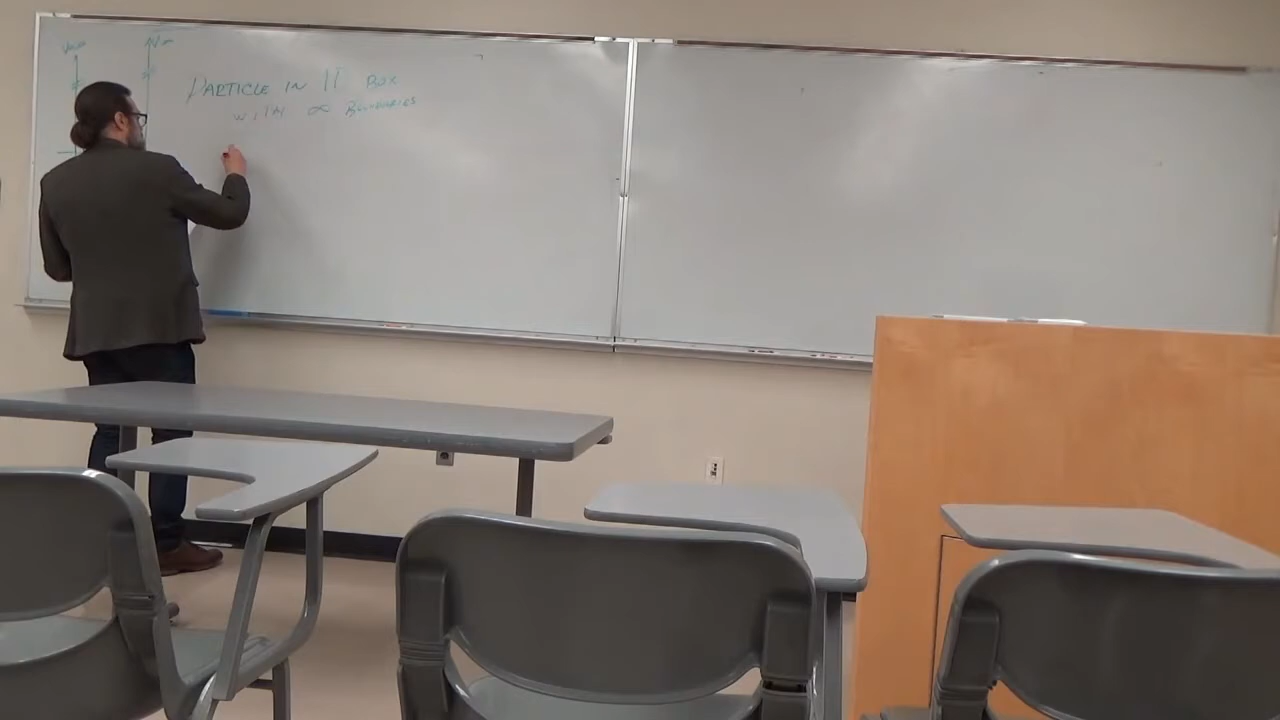 V=∞ V=∞
PARTICLE IN BOX
WITH ∞ BOUNDARIES